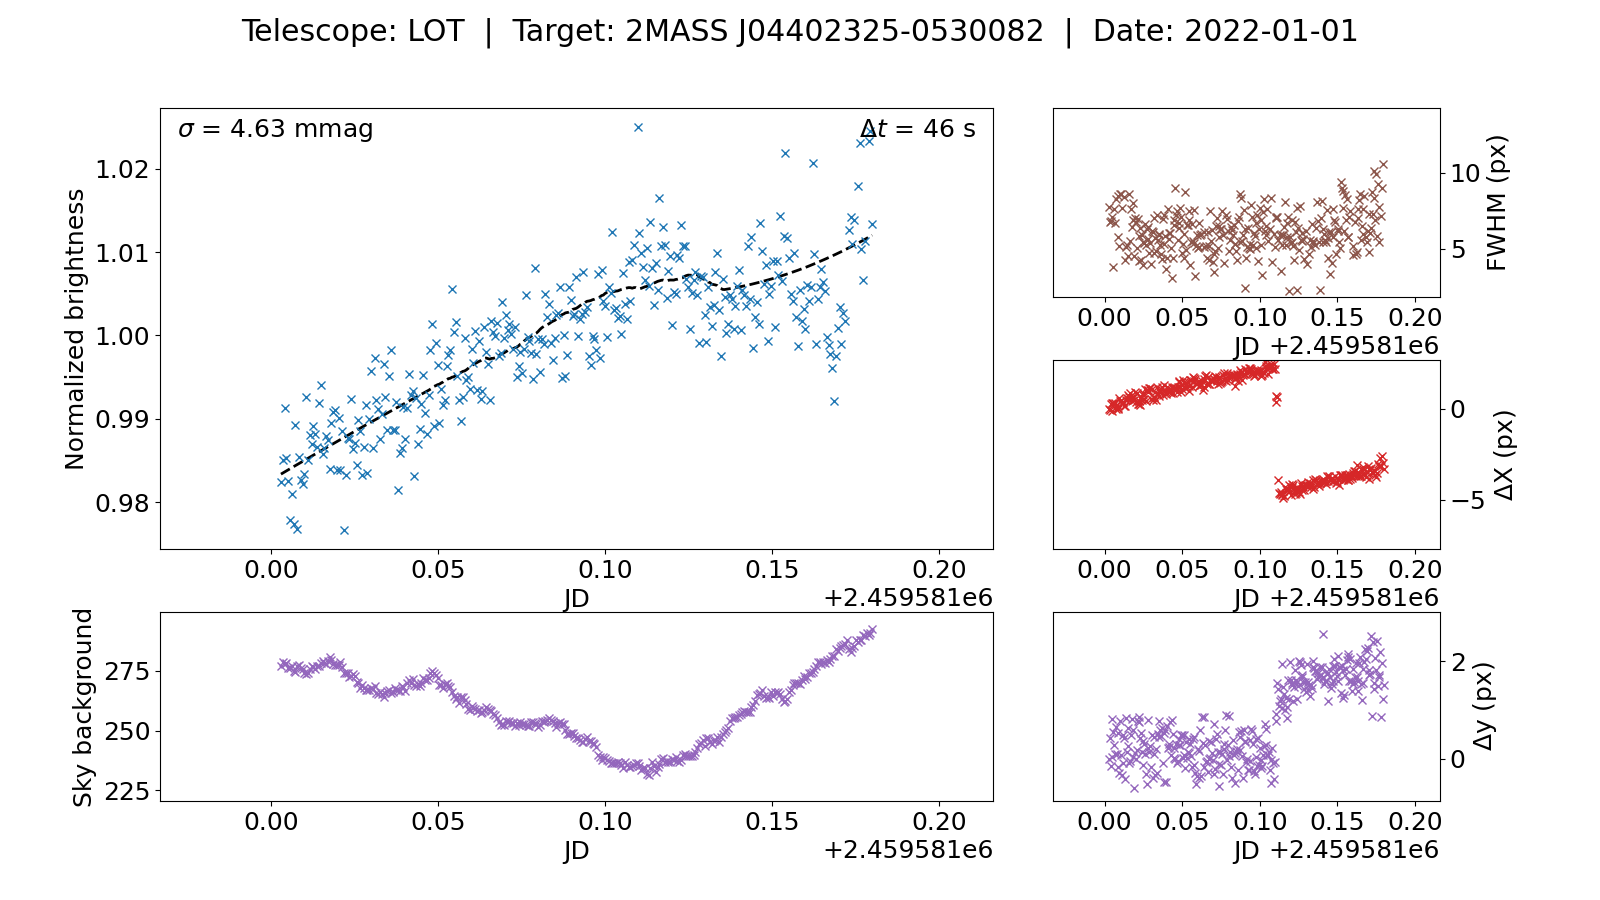 Telescope: LOT | Target: 2MASS J04402325-0530082 | Date: 2022-01-01
σ = 4.63 mmag
Δt = 46 s
Normalized brightness
1.02
1.01
1.00
0.99
0.98
0.00 0.05 0.10 0.15 0.20
JD
+2.459581e6
FWHM (px)
10
5
0.00 0.05 0.10 0.15 0.20
JD +2.459581e6
ΔX (px)
0
−5
0.00 0.05 0.10 0.15 0.20
JD +2.459581e6
Sky background
275
250
225
0.00 0.05 0.10 0.15 0.20
JD
+2.459581e6
Δy (px)
2
0
0.00 0.05 0.10 0.15 0.20
JD +2.459581e6